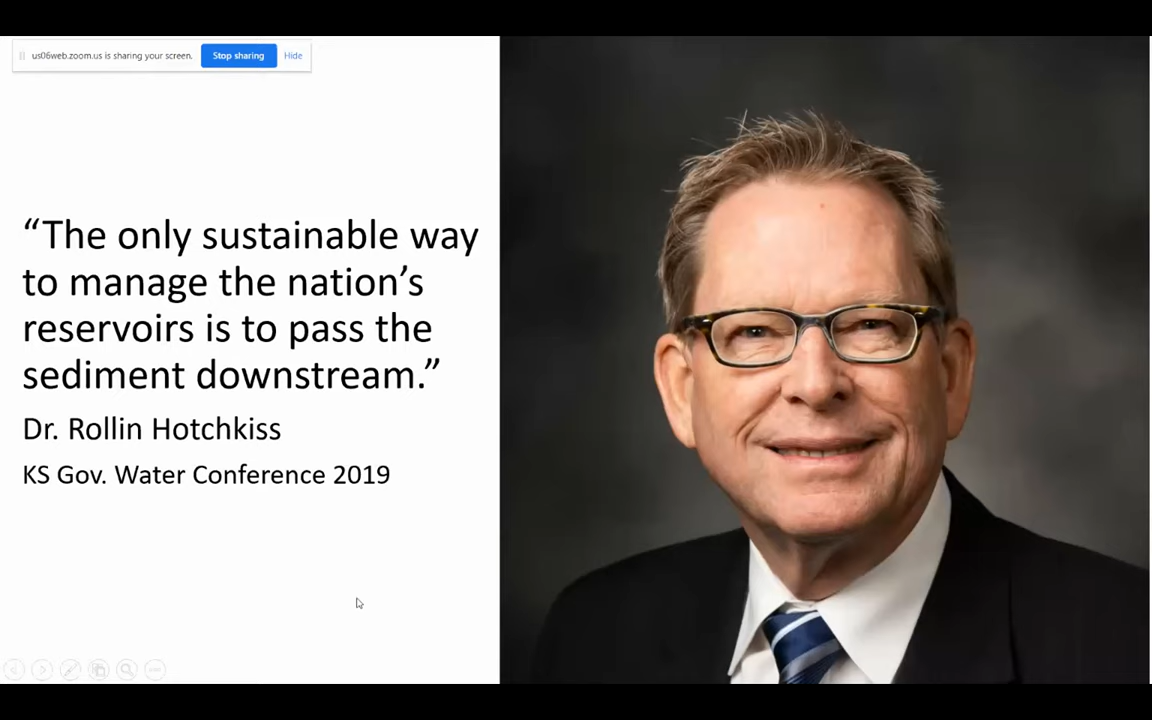 us06web.zoom.us is sharing your screen. Stop sharing Hide
“The only sustainable way
to manage the nation’s
reservoirs is to pass the
sediment downstream.”
Dr. Rollin Hotchkiss
KS Gov. Water Conference 2019